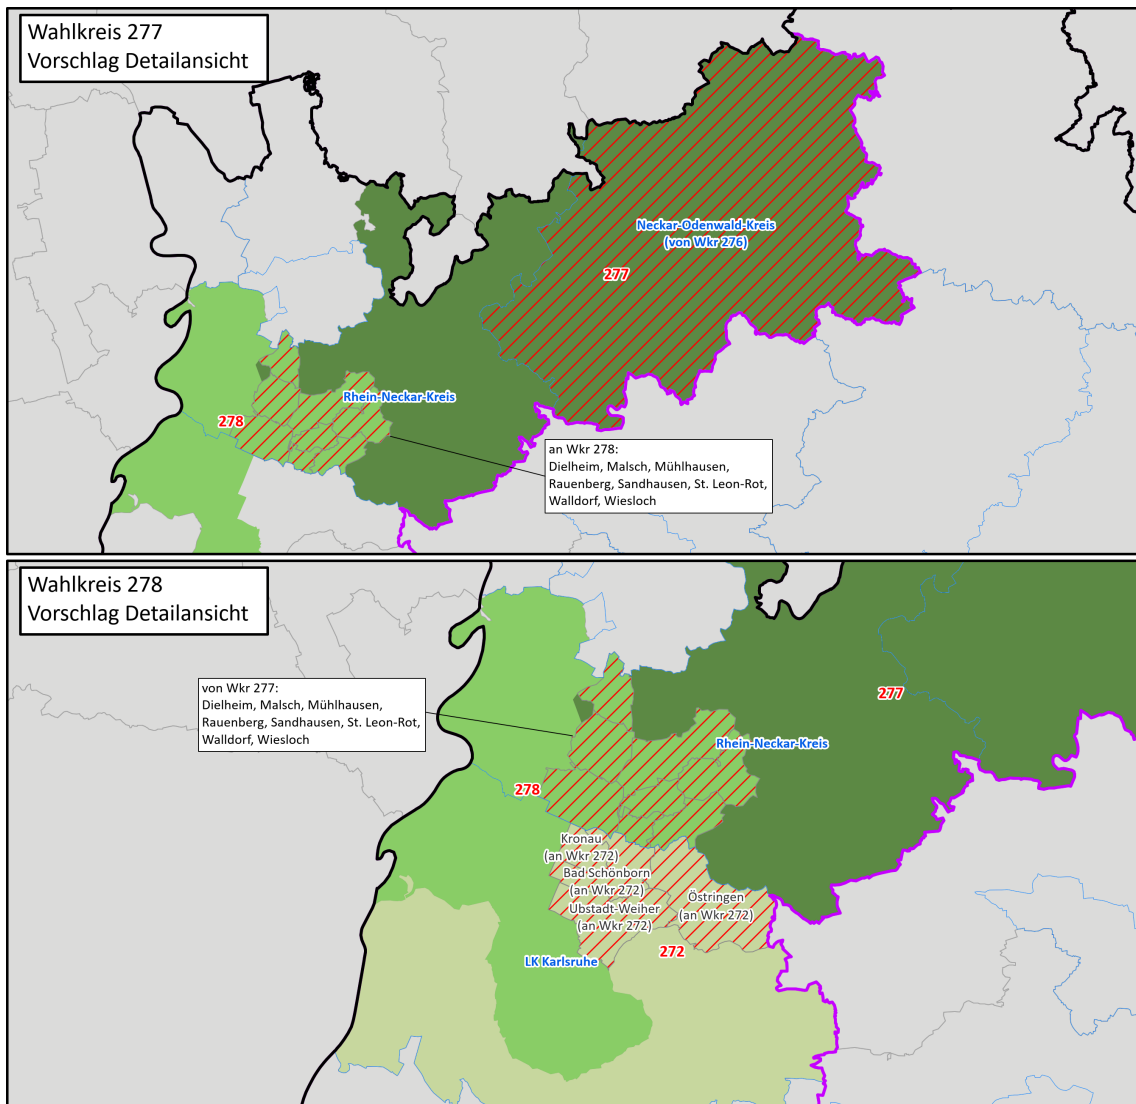 Wahlkreis 277
Vorschlag Detailansicht
Neckar-Odenwald-Kreis
(von Wkr 276)
277
Rhein-Neckar-Kreis
278
an Wkr 278:
Dielheim, Malsch, Mühlhausen,
Rauenberg, Sandhausen, St. Leon-Rot,
Walldorf, Wiesloch
Wahlkreis 278
Vorschlag Detailansicht
von Wkr 277:
Dielheim, Malsch, Mühlhausen,
Rauenberg, Sandhausen, St. Leon-Rot,
Walldorf, Wiesloch
277
Rhein-Neckar-Kreis
278
Kronau
(an Wkr 272)
Bad Schönborn
(an Wkr 272)
Ubstadt-Weiher
(an Wkr 272)
Östringen
(an Wkr 272)
272
LK Karlsruhe